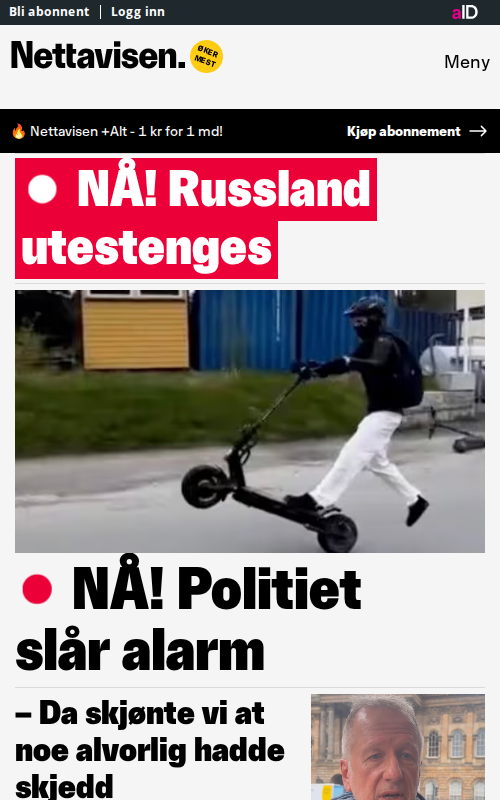 Bli abonnent | Logg inn
aID
Nettavisen. ØKER MEST
Meny
🔥 Nettavisen +Alt - 1 kr for 1 md!
Kjøp abonnement →
NÅ! Russland
utestenges
NÅ! Politiet
slår alarm
– Da skjønte vi at
noe alvorlig hadde
skjedd